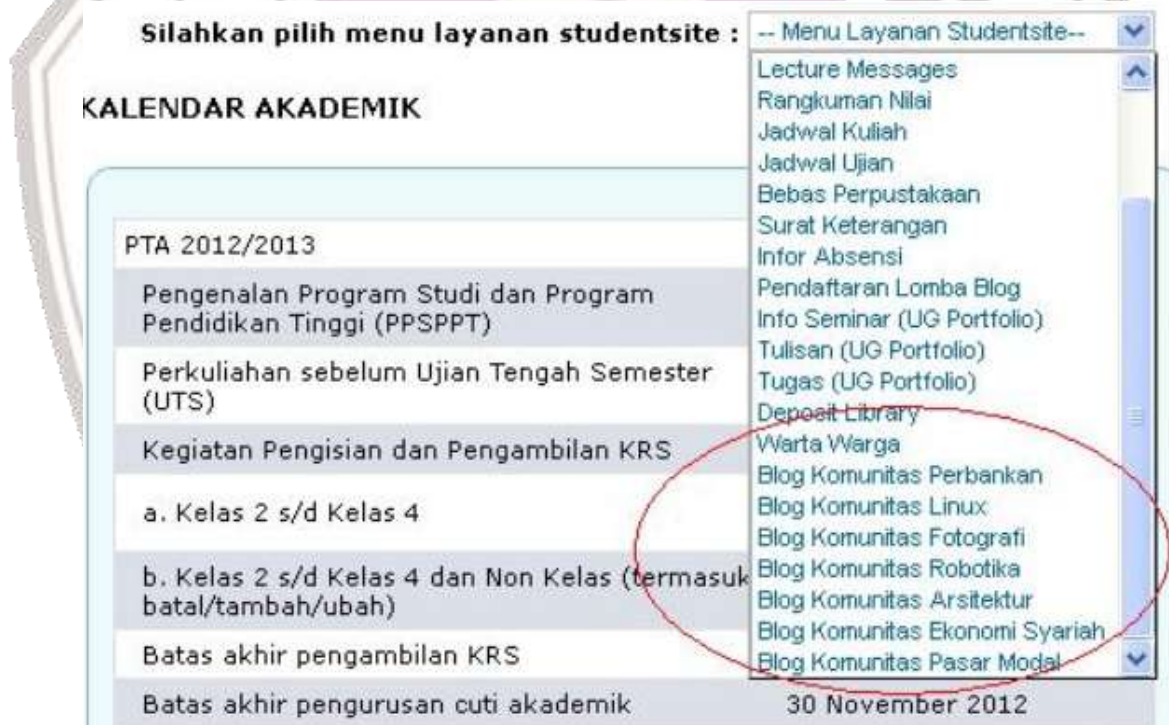 Silahkan pilih menu layanan studentsite :
-- Menu Layanan Studentsite--
Lecture Messages
Rangkuman Nilai
Jadwal Kuliah
Jadwal Ujian
Bebas Perpustakaan
Surat Keterangan
Infor Absensi
Pendaftaran Lomba Blog
Info Seminar (UG Portfolio)
Tulisan (UG Portfolio)
Tugas (UG Portfolio)
Deposit Library
Warta Warga
Blog Komunitas Perbankan
Blog Komunitas Linux
Blog Komunitas Fotografi
Blog Komunitas Robotika
Blog Komunitas Arsitektur
Blog Komunitas Ekonomi Syariah
Blog Komunitas Pasar Modal
KALENDAR AKADEMIK
PTA 2012/2013
Pengenalan Program Studi dan Program
Pendidikan Tinggi (PPSPPT)
Perkuliahan sebelum Ujian Tengah Semester
(UTS)
Kegiatan Pengisian dan Pengambilan KRS
a. Kelas 2 s/d Kelas 4
b. Kelas 2 s/d Kelas 4 dan Non Kelas (termasuk
batal/tambah/ubah)
Batas akhir pengambilan KRS
Batas akhir pengurusan cuti akademik
30 November 2012